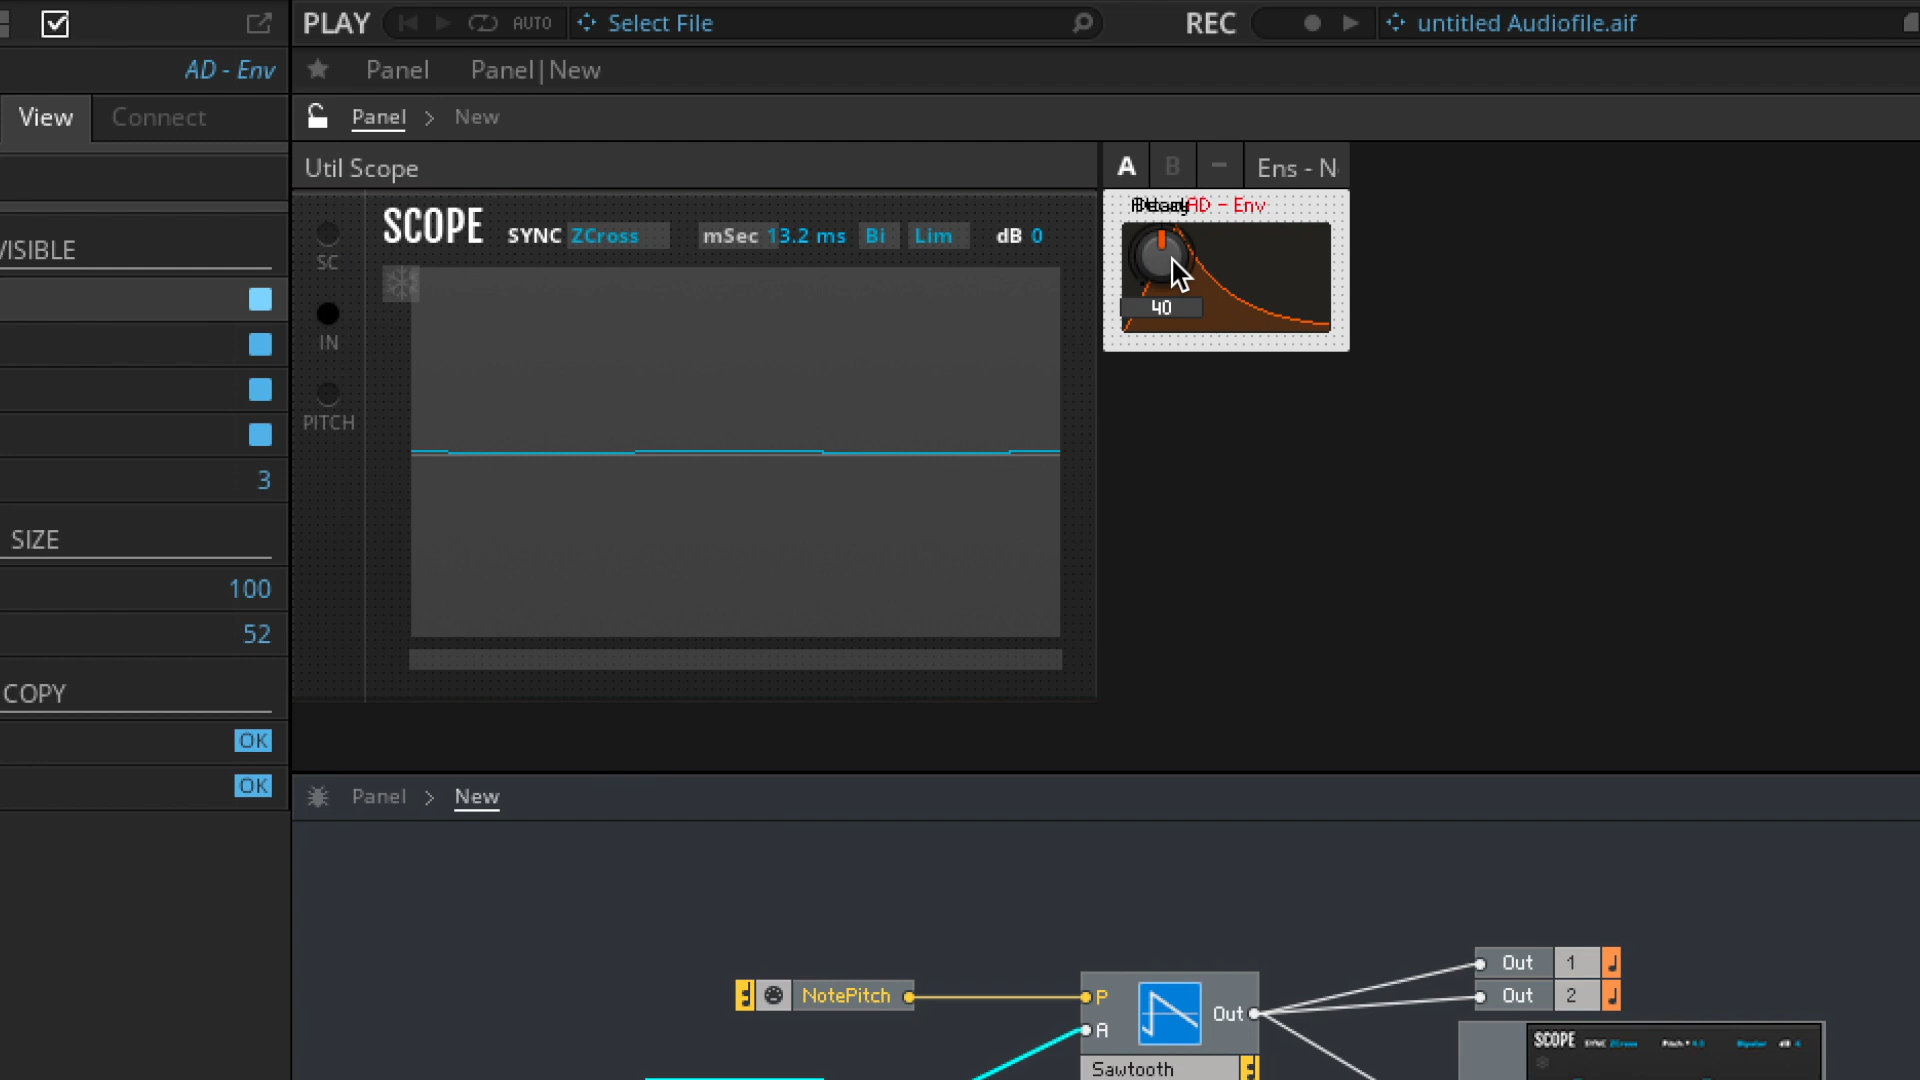 PLAY AUTO Select File REC untitled Audiofile.aif
AD - Env Panel Panel|New
View Connect Panel > New
Util Scope A B Ens - N
SCOPE SYNC ZCross mSec 13.2 ms Bi Lim dB 0
AD - Env
SC
VISIBLE
40
IN
PITCH
3
SIZE
100
52
COPY
OK
OK
Panel > New
Out 1
NotePitch P Out 2
A Out
SCOPE
Sawtooth